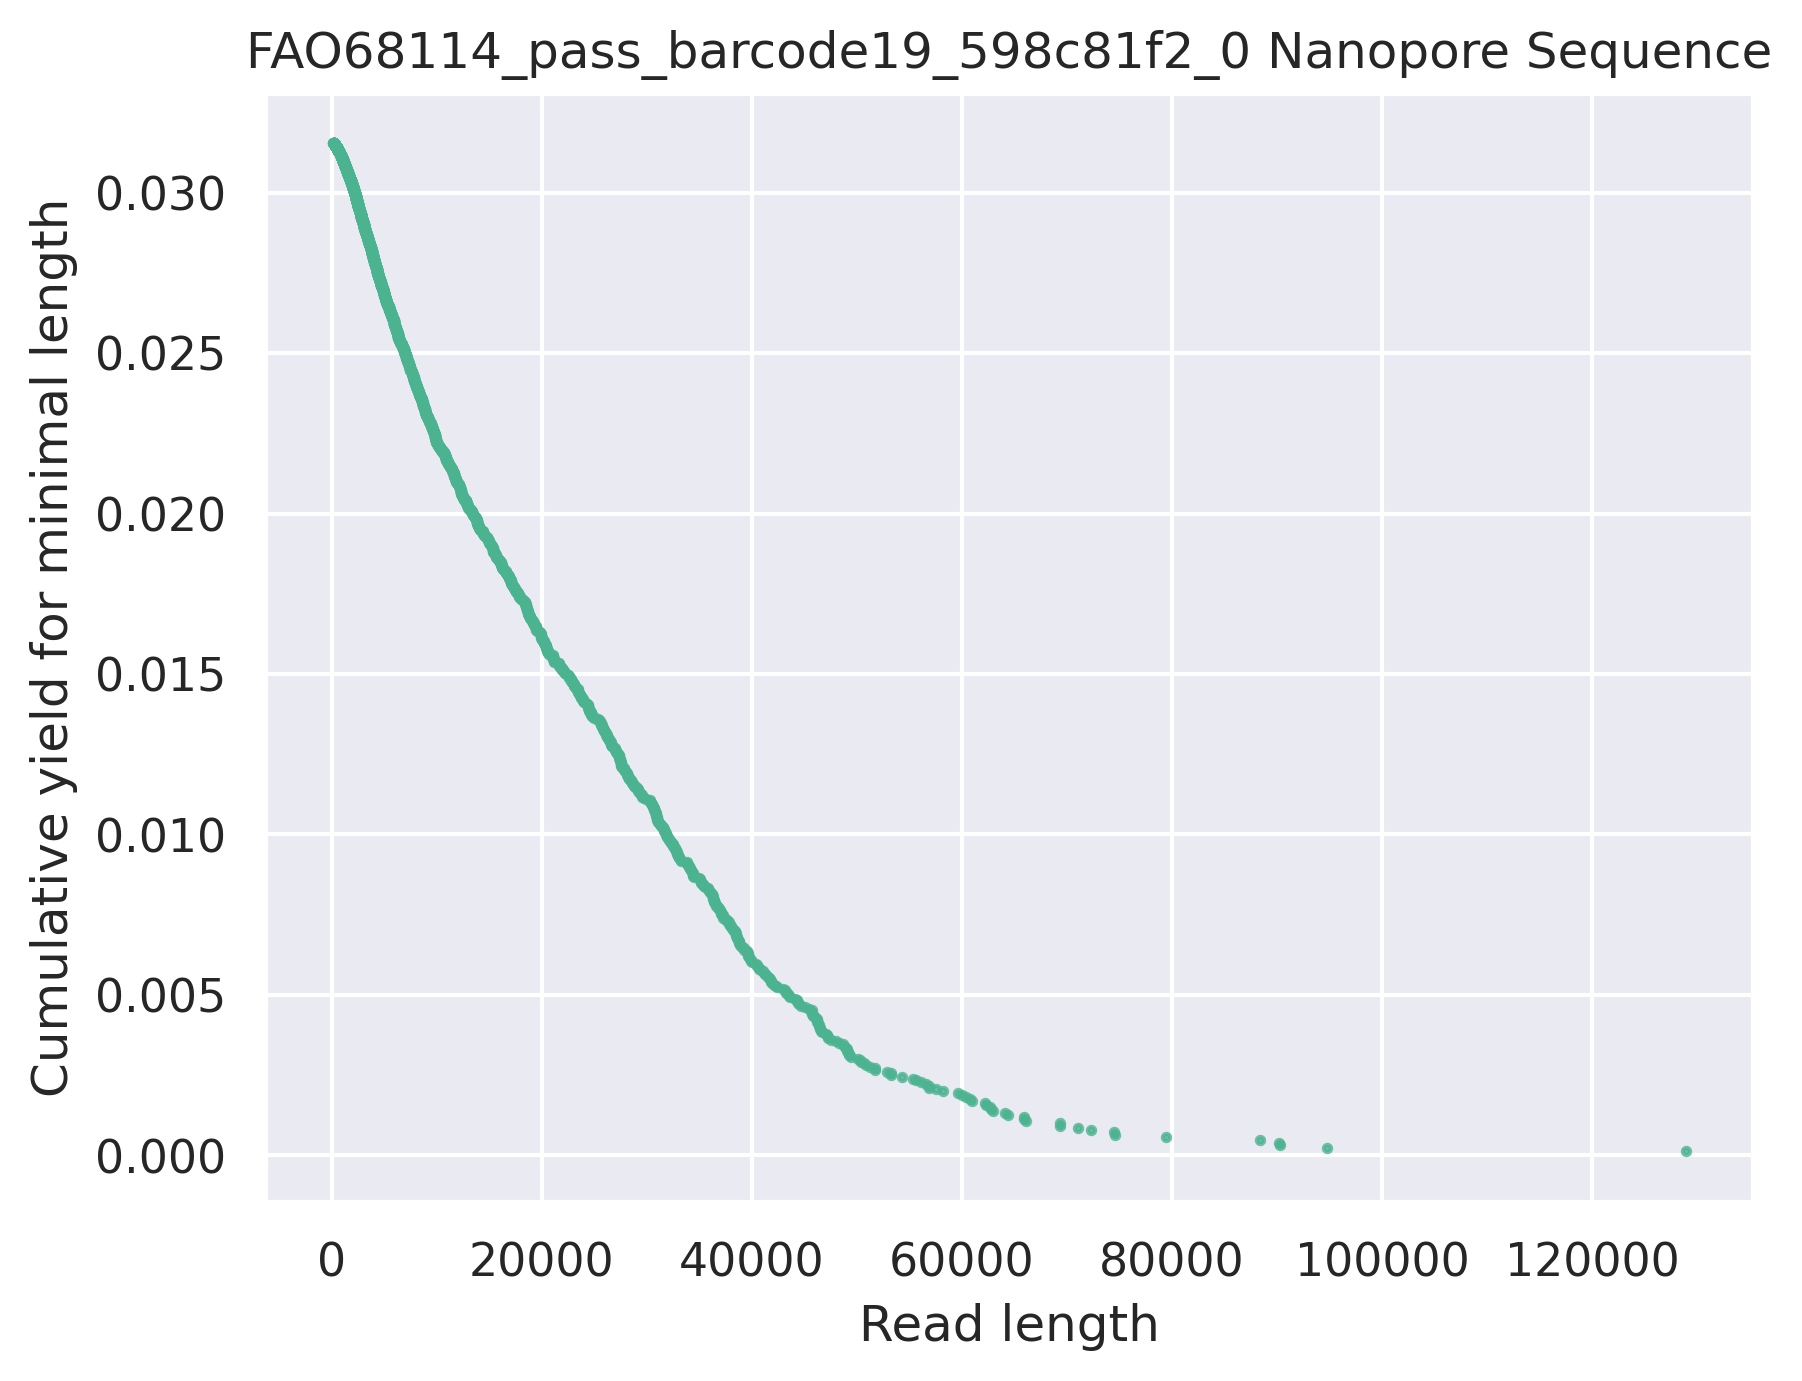 FAO68114_pass_barcode19_598c81f2_0 Nanopore Sequence
Cumulative yield for minimal length
0.030
0.025
0.020
0.015
0.010
0.005
0.000
0 20000 40000 60000 80000 100000 120000
Read length